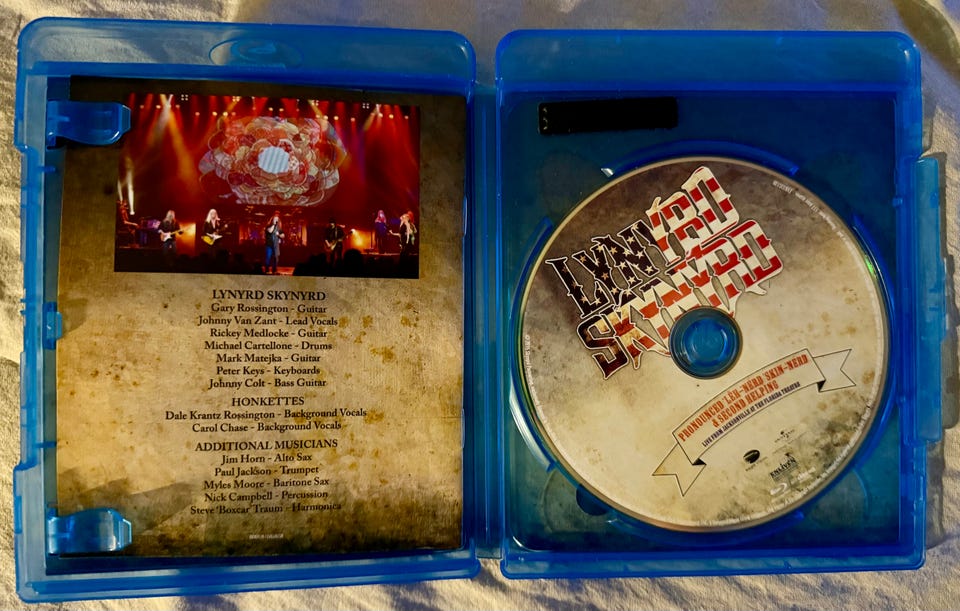 LYNYRD SKYNYRD
Gary Rossington - Guitar
Johnny Van Zant - Lead Vocals
Rickey Medlocke - Guitar
Michael Cartellone - Drums
Mark Matejka - Guitar
Peter Keys - Keyboards
Johnny Colt - Bass Guitar
HONKETTES
Dale Krantz Rossington - Background Vocals
Carol Chase - Background Vocals
ADDITIONAL MUSICIANS
Jim Horn - Alto Sax
Paul Jackson - Trumpet
Myles Moore - Baritone Sax
Nick Campbell - Percussion
Steve 'Boxcar' Traum - Harmonica
LYNYRD
SKYNYRD
PRONOUNCED 'LĔH-'NÉRD 'SKIN-'NÉRD
& SECOND HELPING
LIVE FROM JACKSONVILLE AT THE FLORIDA THEATRE